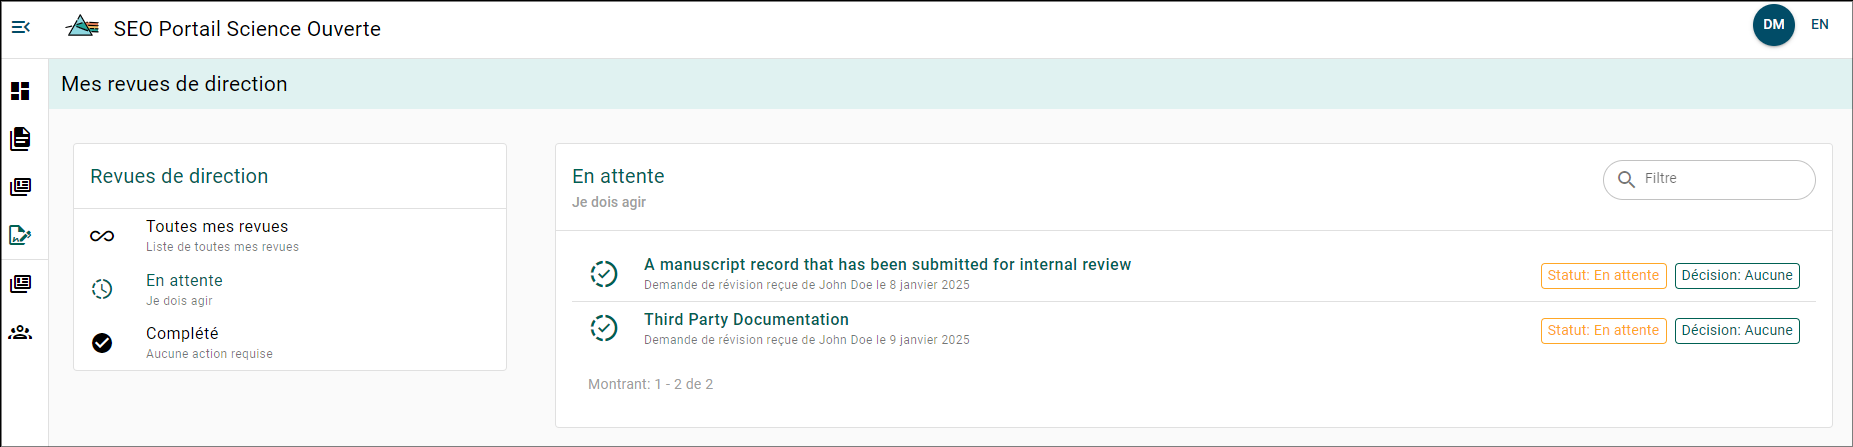 SEO Portail Science Ouverte
DM
EN
Mes revues de direction
Revues de direction
Toutes mes revues
Liste de toutes mes revues
En attente
Je dois agir
Complété
Aucune action requise
En attente
Je dois agir
Filtre
A manuscript record that has been submitted for internal review
Demande de révision reçue de John Doe le 8 janvier 2025
Statut: En attente
Décision: Aucune
Third Party Documentation
Demande de révision reçue de John Doe le 9 janvier 2025
Statut: En attente
Décision: Aucune
Montrant: 1 - 2 de 2